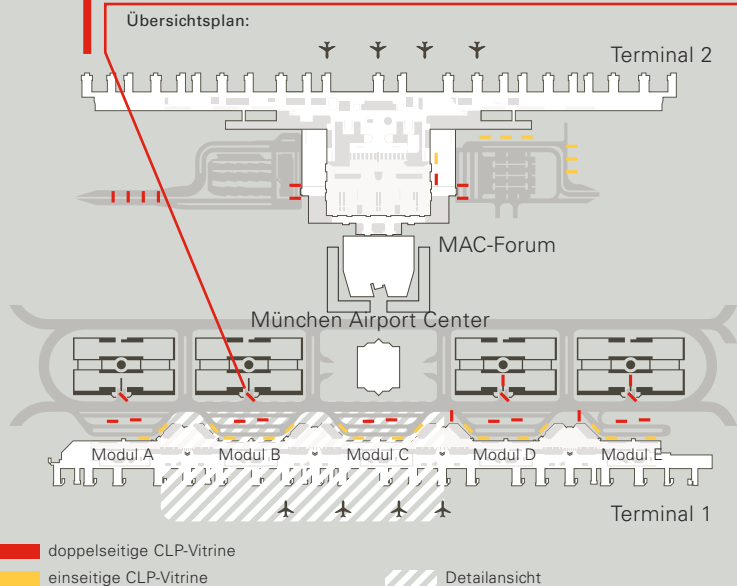 Übersichtsplan:
Terminal 2
MAC-Forum
München Airport Center
Modul A Modul B Modul C Modul D Modul E
Terminal 1
doppelseitige CLP-Vitrine
einseitige CLP-Vitrine Detailansicht